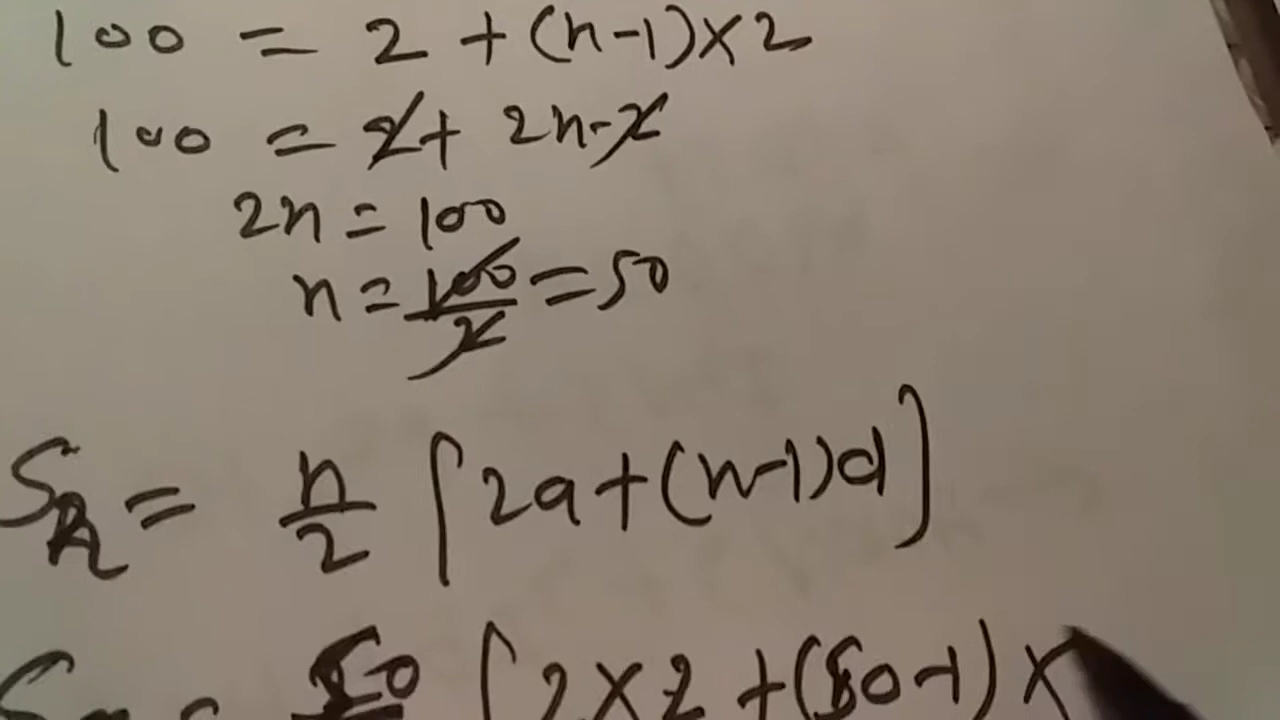 100 = 2 + (n-1)×2
100 = 2 + 2n-2
2n = 100
n = 100/2 = 50
Sn = n/2 [2a+(n-1)d]
50 [2×2+(50-1)×